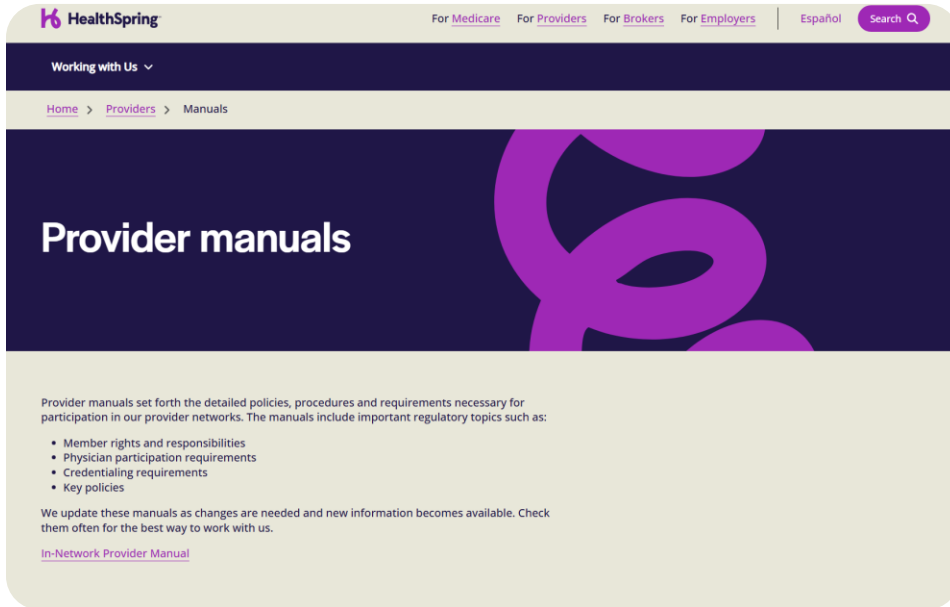 HealthSpring
For Medicare For Providers For Brokers For Employers Español Search
Working with Us
Home > Providers > Manuals
Provider manuals
Provider manuals set forth the detailed policies, procedures and requirements necessary for
participation in our provider networks. The manuals include important regulatory topics such as:
• Member rights and responsibilities
• Physician participation requirements
• Credentialing requirements
• Key policies
We update these manuals as changes are needed and new information becomes available. Check
them often for the best way to work with us.
In-Network Provider Manual